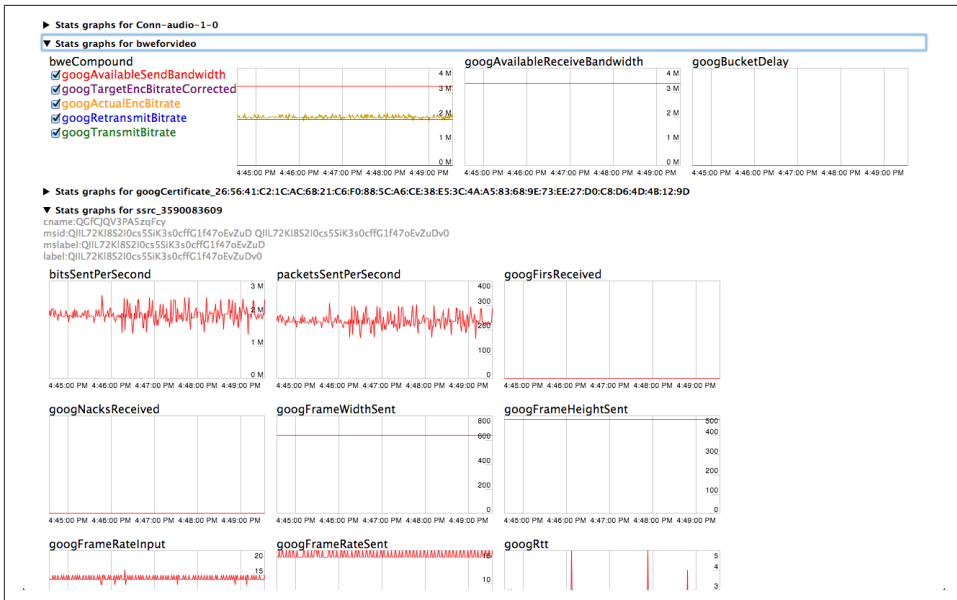 ▶ Stats graphs for Conn-audio-1-0
▼ Stats graphs for bweforvideo
bweCompound
googAvailableSendBandwidth
googTargetEncBitrateCorrected
googActualEncBitrate
googRetransmitBitrate
googTransmitBitrate
4 M
3 M
2 M
1 M
0 M
4:45:00 PM 4:46:00 PM 4:47:00 PM 4:48:00 PM 4:49:00 PM
googAvailableReceiveBandwidth
4 M
3 M
2 M
1 M
0 M
4:45:00 PM 4:46:00 PM 4:47:00 PM 4:48:00 PM 4:49:00 PM
googBucketDelay
4:45:00 PM 4:46:00 PM 4:47:00 PM 4:48:00 PM 4:49:00 PM
▶ Stats graphs for googCertificate_26:56:41:C2:1C:AC:6B:21:C6:F0:88:5C:A6:CE:38:E5:3C:4A:A5:83:68:9E:73:EE:27:D0:C8:D6:4D:4B:12:9D
▼ Stats graphs for ssrc_3590083609
cname:QGfCJQV3PA5zqFcy
msid:QIIL72Kl8S2I0cs5SiK3s0cffG1f47oEvZuD QIIL72Kl8S2I0cs5SiK3s0cffG1f47oEvZuDv0
mslabel:QIIL72Kl8S2I0cs5SiK3s0cffG1f47oEvZuD
label:QIIL72Kl8S2I0cs5SiK3s0cffG1f47oEvZuDv0
bitsSentPerSecond
3 M
2 M
1 M
0 M
4:45:00 PM 4:46:00 PM 4:47:00 PM 4:48:00 PM 4:49:00 PM
packetsSentPerSecond
400
300
200
100
0
4:45:00 PM 4:46:00 PM 4:47:00 PM 4:48:00 PM 4:49:00 PM
googFirsReceived
4:45:00 PM 4:46:00 PM 4:47:00 PM 4:48:00 PM 4:49:00 PM
googNacksReceived
4:45:00 PM 4:46:00 PM 4:47:00 PM 4:48:00 PM 4:49:00 PM
googFrameWidthSent
800
600
400
200
0
4:45:00 PM 4:46:00 PM 4:47:00 PM 4:48:00 PM 4:49:00 PM
googFrameHeightSent
500
400
300
200
100
0
4:45:00 PM 4:46:00 PM 4:47:00 PM 4:48:00 PM 4:49:00 PM
googFrameRateInput
20
15
googFrameRateSent
15
10
googRtt
5
4
3